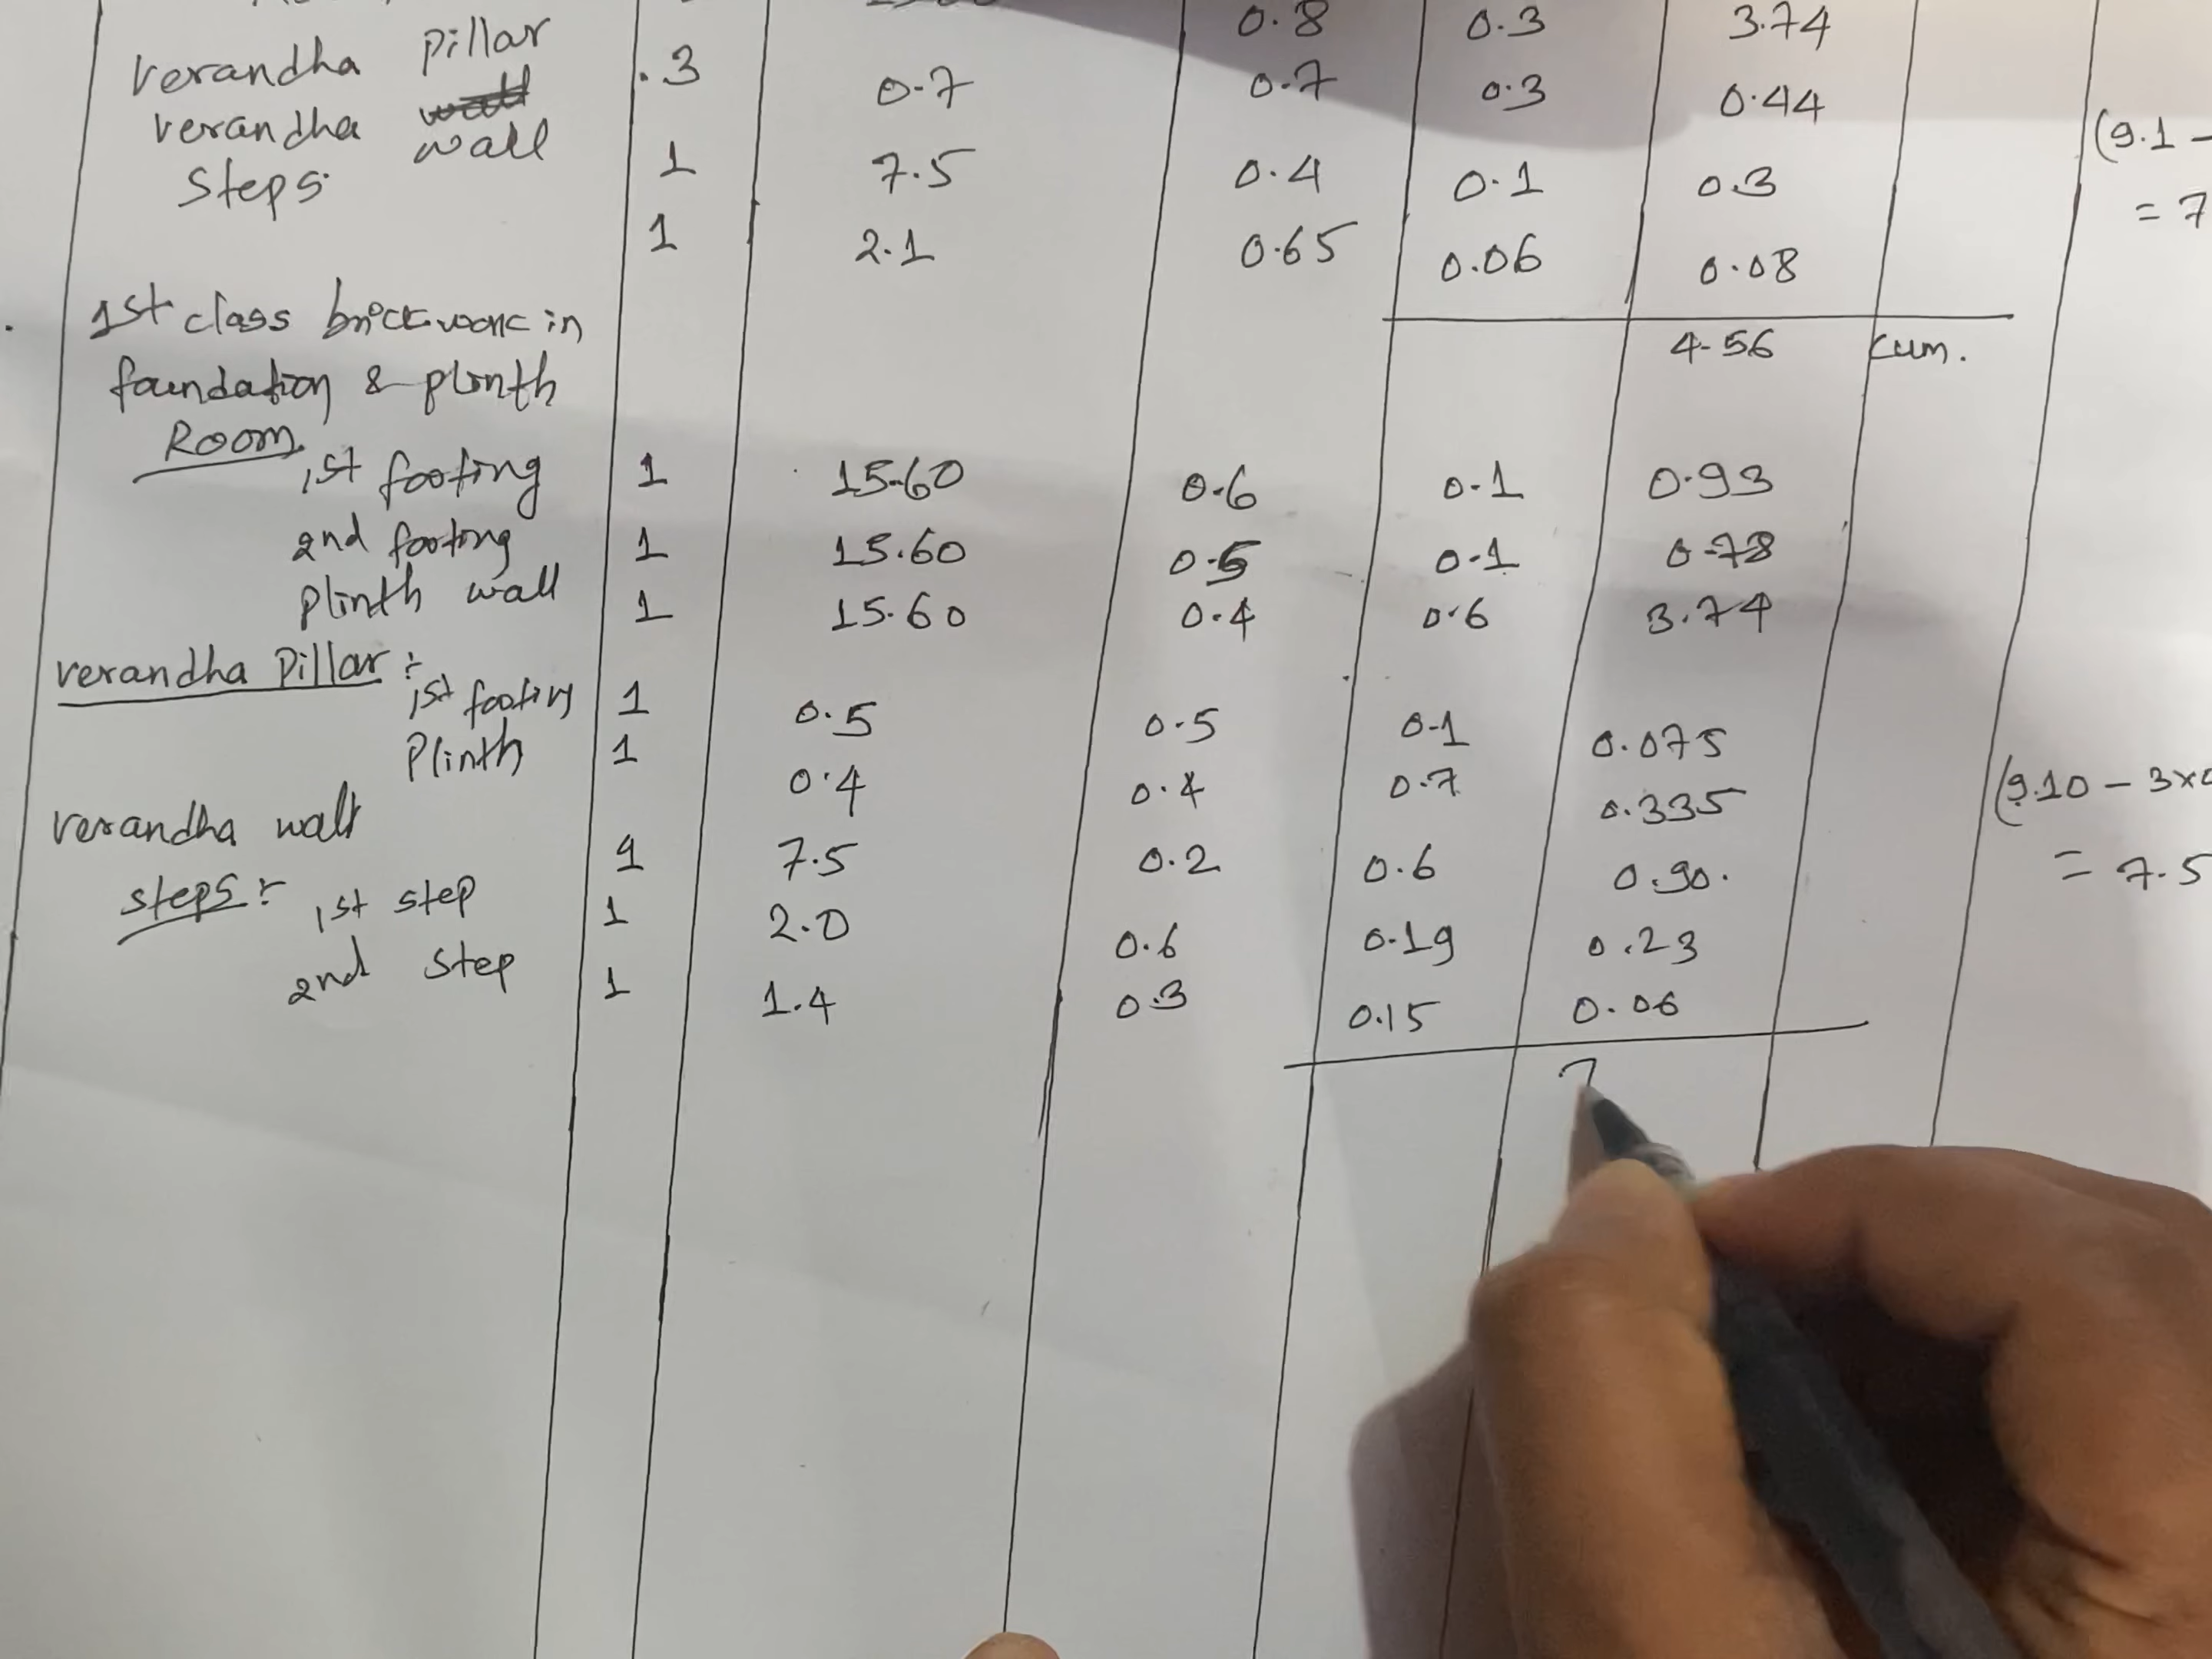 0.8 0.3 3.74
verandha pillar .3 0.7 0.7 0.3 0.44
verandha wall 1 7.5 0.4 0.1 0.3
steps. 1 2.1 0.65 0.06 0.08
(9.1 -
= 7
4-56 cum.
1st class brickwork in
foundation & plinth
Room
1st footing 1 15.60 0.6 0.1 0.93
2nd footing 1 15.60 0.5 0.1 0.78
plinth wall 1 15.60 0.4 0.6 3.74
verandha Pillar :-
1st footing 1 0.5 0.5 0.1 0.075
Plinth 1 0.4 0.4 0.7 0.335
verandha wall 1 7.5 0.2 0.6 0.90.
(9.10 - 3x0
= 7.5
steps :- 1st step 1 2.0 0.6 0.19 0.23
2nd step 1 1.4 0.3 0.15 0.06
7